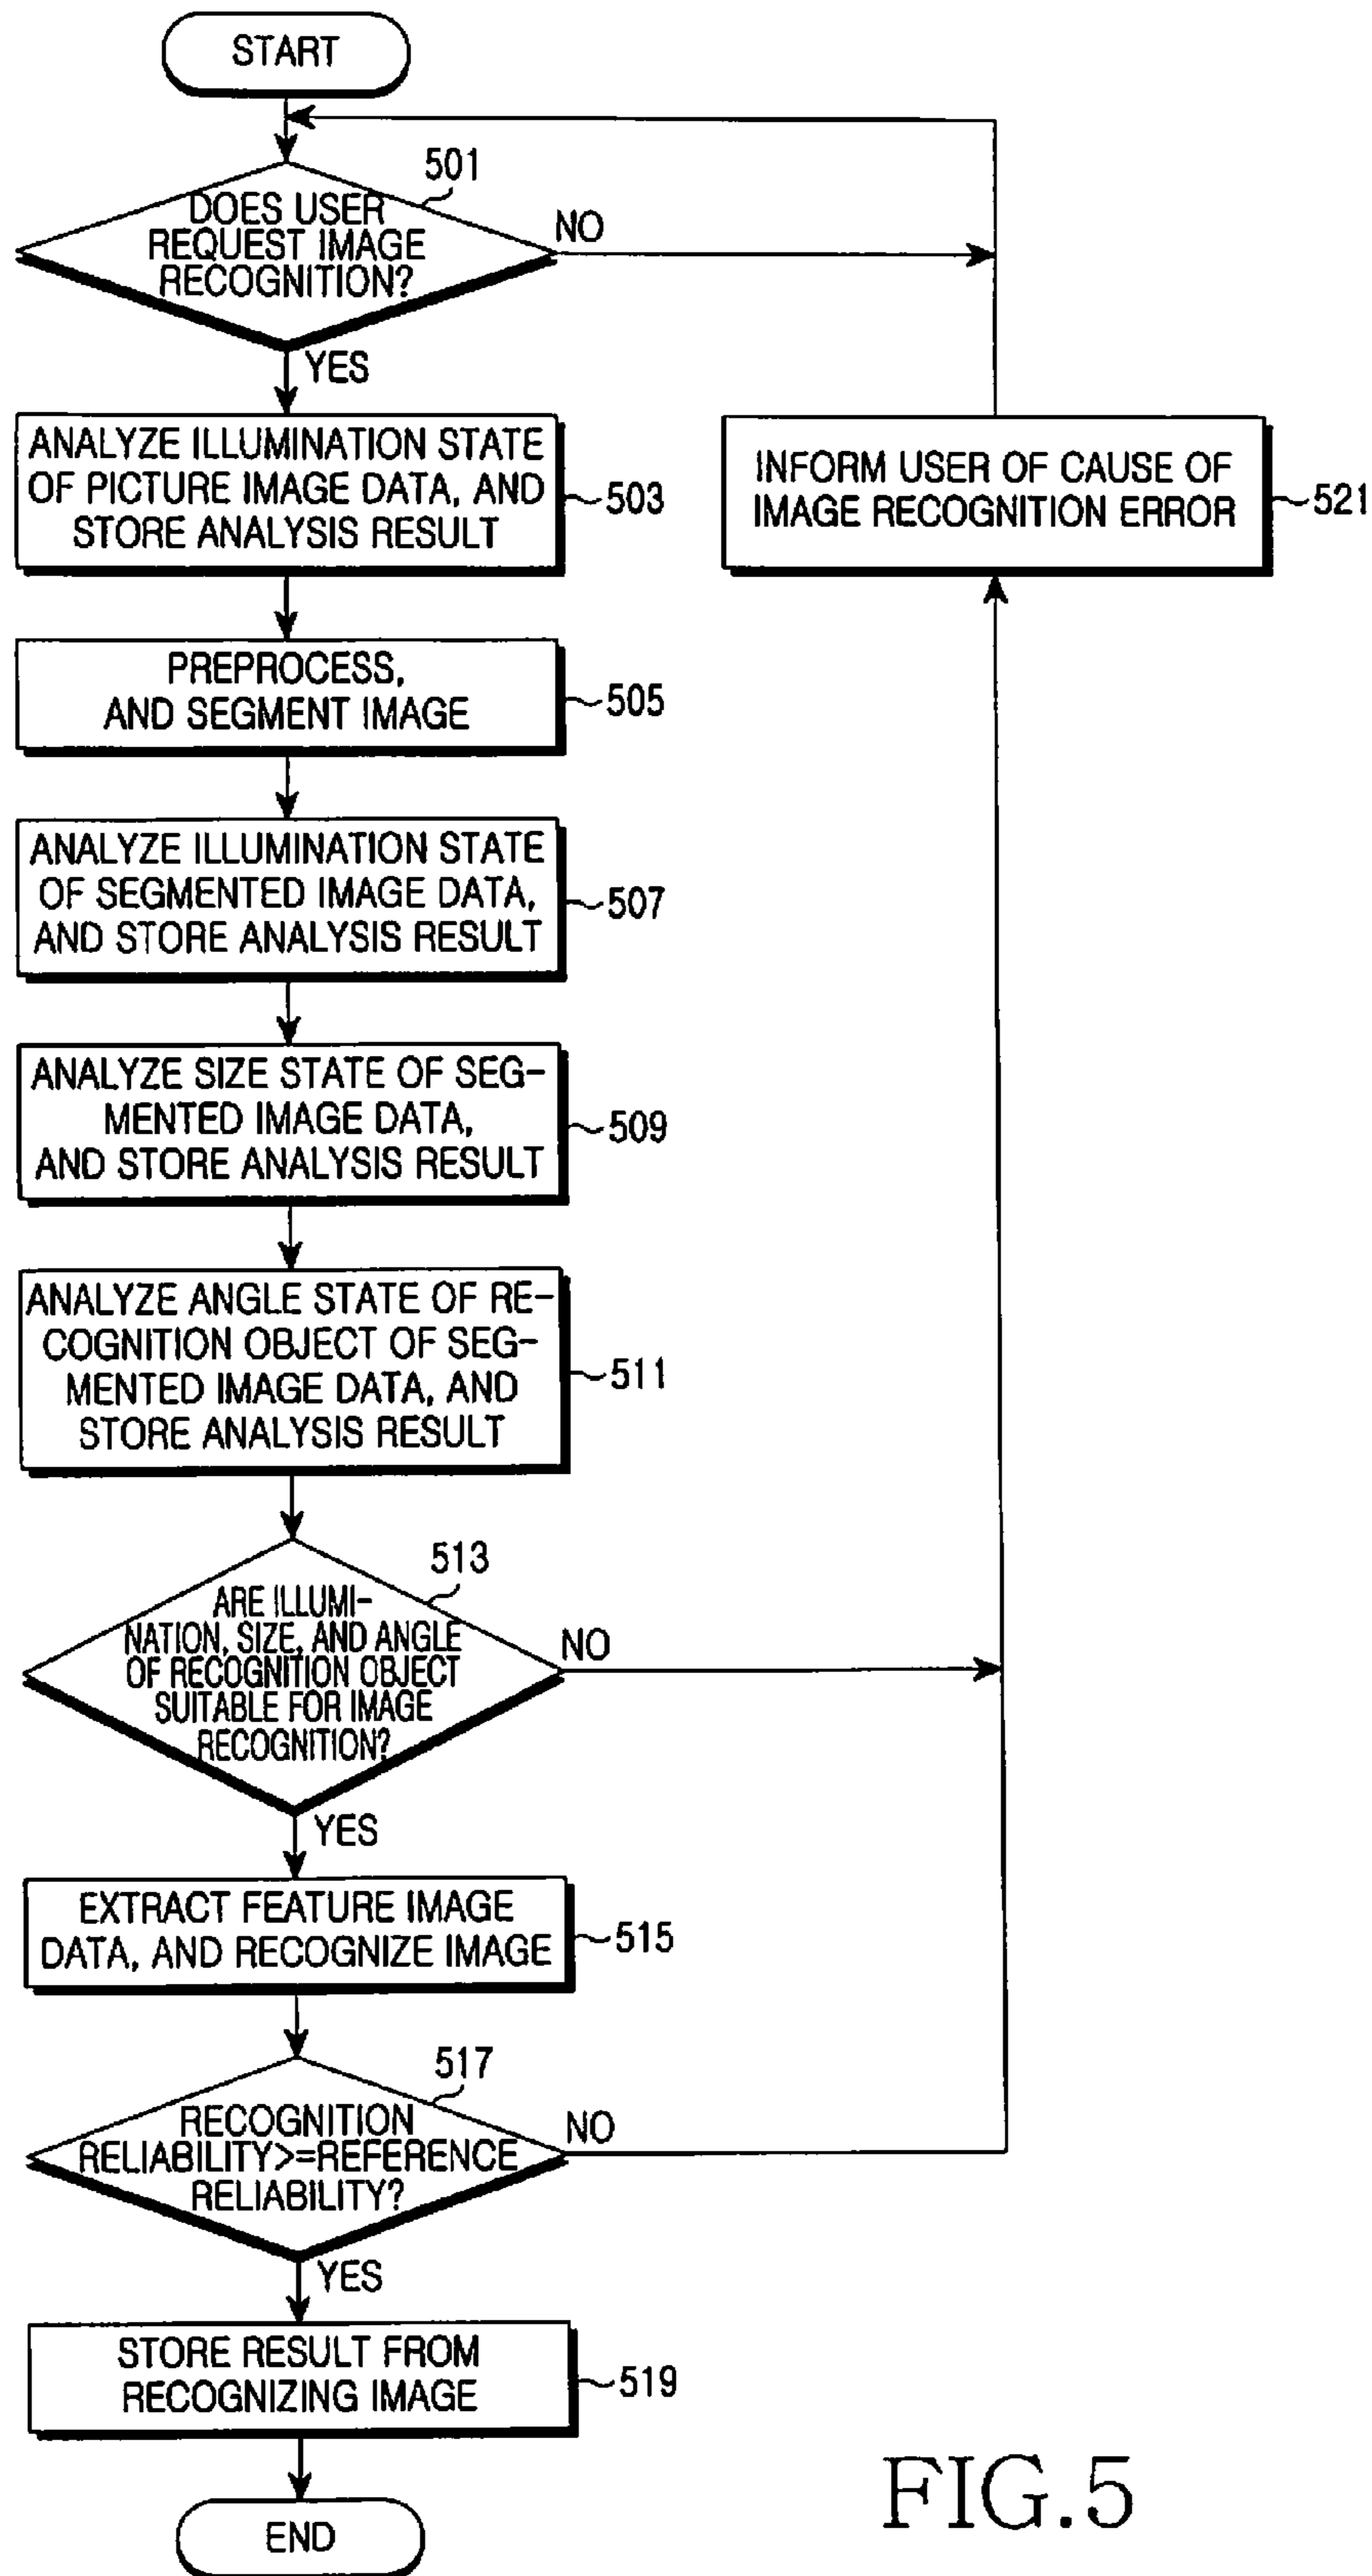 START
501
DOES USER
REQUEST IMAGE
RECOGNITION?
NO
YES
ANALYZE ILLUMINATION STATE
OF PICTURE IMAGE DATA, AND
STORE ANALYSIS RESULT
503
INFORM USER OF CAUSE OF
IMAGE RECOGNITION ERROR
521
PREPROCESS,
AND SEGMENT IMAGE
505
ANALYZE ILLUMINATION STATE
OF SEGMENTED IMAGE DATA,
AND STORE ANALYSIS RESULT
507
ANALYZE SIZE STATE OF SEG-
MENTED IMAGE DATA,
AND STORE ANALYSIS RESULT
509
ANALYZE ANGLE STATE OF RE-
COGNITION OBJECT OF SEG-
MENTED IMAGE DATA, AND
STORE ANALYSIS RESULT
511
513
ARE ILLUMI-
NATION, SIZE, AND ANGLE
OF RECOGNITION OBJECT
SUITABLE FOR IMAGE
RECOGNITION?
NO
YES
EXTRACT FEATURE IMAGE
DATA, AND RECOGNIZE IMAGE
515
517
RECOGNITION
RELIABILITY>=REFERENCE
RELIABILITY?
NO
YES
STORE RESULT FROM
RECOGNIZING IMAGE
519
END
FIG.5